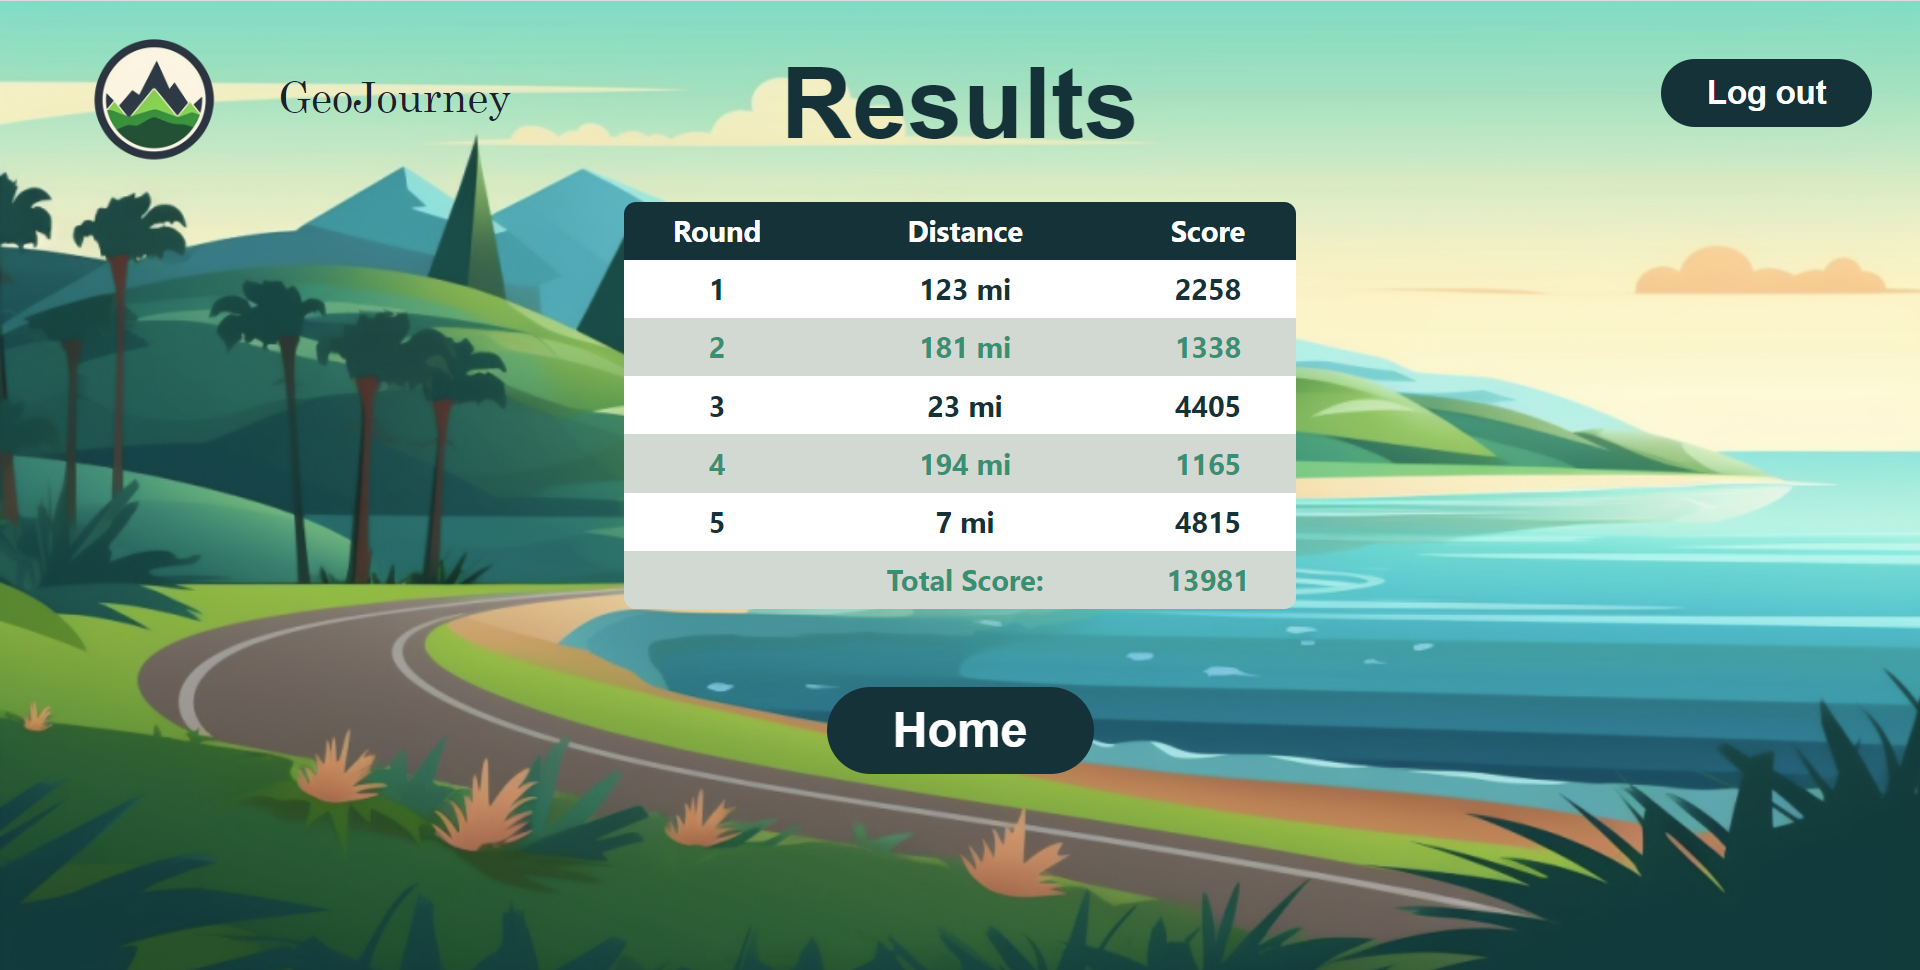 GeoJourney
Results
Log out
Round Distance Score
1 123 mi 2258
2 181 mi 1338
3 23 mi 4405
4 194 mi 1165
5 7 mi 4815
Total Score: 13981
Home